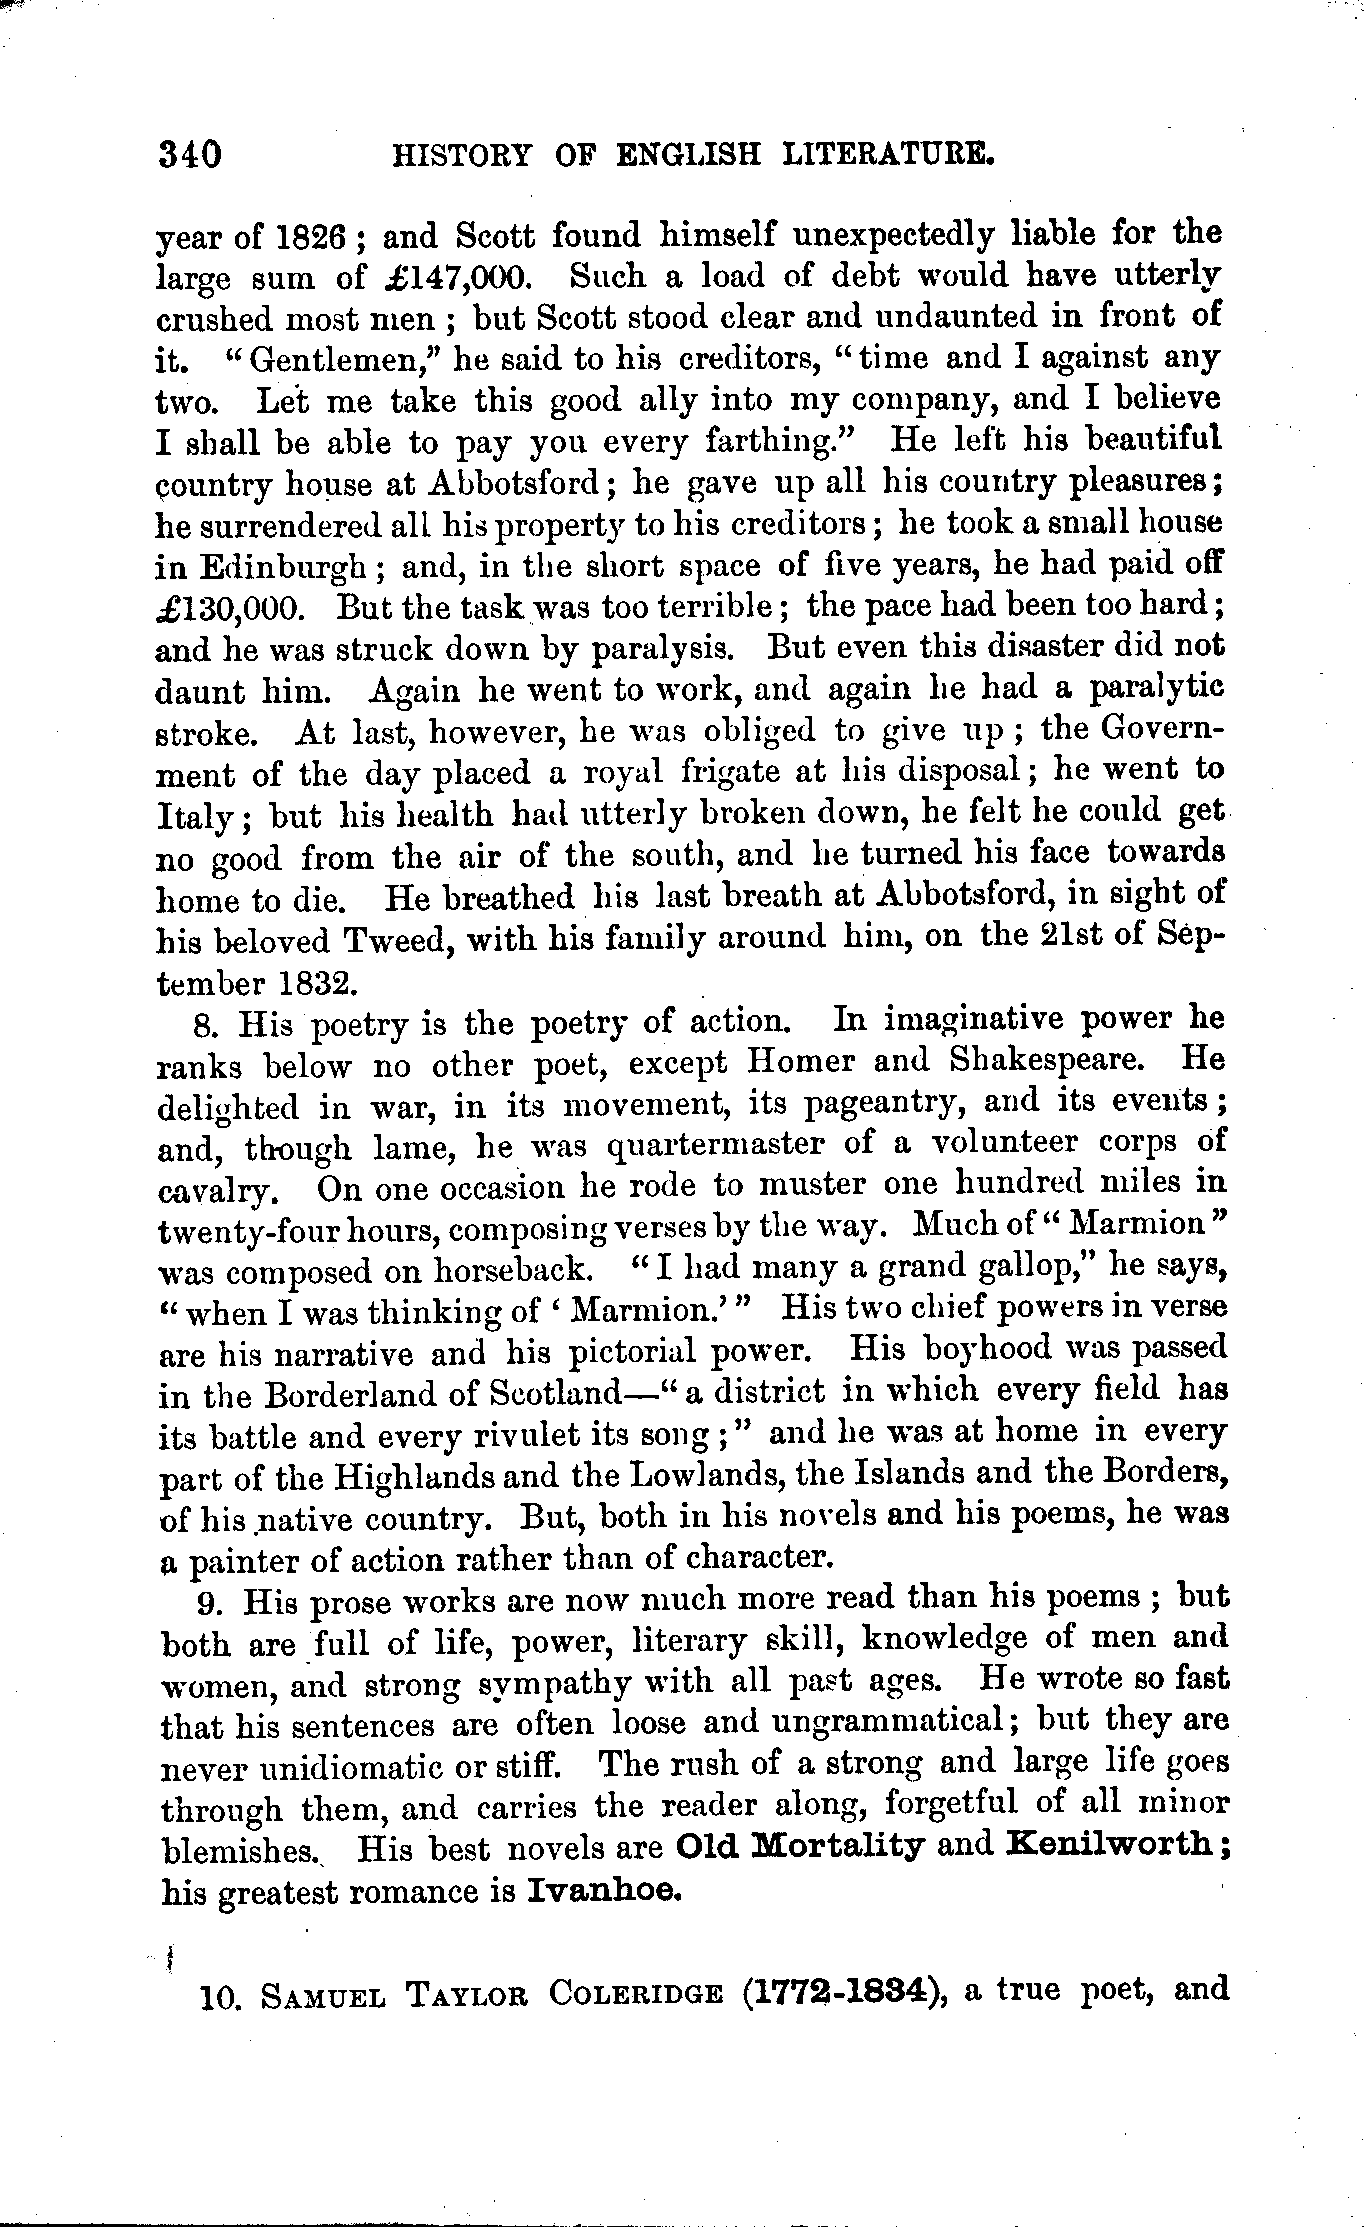 340 HISTORY OF ENGLISH LITERATURE.
year of 1826 ; and Scott found himself unexpectedly liable for the
large sum of £147,000. Such a load of debt would have utterly
crushed most men ; but Scott stood clear and undaunted in front of
it. “Gentlemen,” he said to his creditors, “time and I against any
two. Let me take this good ally into my company, and I believe
I shall be able to pay you every farthing.” He left his beautiful
country house at Abbotsford ; he gave up all his country pleasures ;
he surrendered all his property to his creditors ; he took a small house
in Edinburgh ; and, in the short space of five years, he had paid off
£130,000. But the task was too terrible ; the pace had been too hard ;
and he was struck down by paralysis. But even this disaster did not
daunt him. Again he went to work, and again he had a paralytic
stroke. At last, however, he was obliged to give up ; the Govern-
ment of the day placed a royal frigate at his disposal ; he went to
Italy ; but his health had utterly broken down, he felt he could get
no good from the air of the south, and he turned his face towards
home to die. He breathed his last breath at Abbotsford, in sight of
his beloved Tweed, with his family around him, on the 21st of Sep-
tember 1832.
8. His poetry is the poetry of action. In imaginative power he
ranks below no other poet, except Homer and Shakespeare. He
delighted in war, in its movement, its pageantry, and its events ;
and, though lame, he was quartermaster of a volunteer corps of
cavalry. On one occasion he rode to muster one hundred miles in
twenty-four hours, composing verses by the way. Much of “Marmion”
was composed on horseback. “I had many a grand gallop,” he says,
“when I was thinking of ‘Marmion.’” His two chief powers in verse
are his narrative and his pictorial power. His boyhood was passed
in the Borderland of Scotland—“a district in which every field has
its battle and every rivulet its song ;” and he was at home in every
part of the Highlands and the Lowlands, the Islands and the Borders,
of his native country. But, both in his novels and his poems, he was
a painter of action rather than of character.
9. His prose works are now much more read than his poems ; but
both are full of life, power, literary skill, knowledge of men and
women, and strong sympathy with all past ages. He wrote so fast
that his sentences are often loose and ungrammatical ; but they are
never unidiomatic or stiff. The rush of a strong and large life goes
through them, and carries the reader along, forgetful of all minor
blemishes. His best novels are Old Mortality and Kenilworth ;
his greatest romance is Ivanhoe.
10. SAMUEL TAYLOR COLERIDGE (1772-1834), a true poet, and